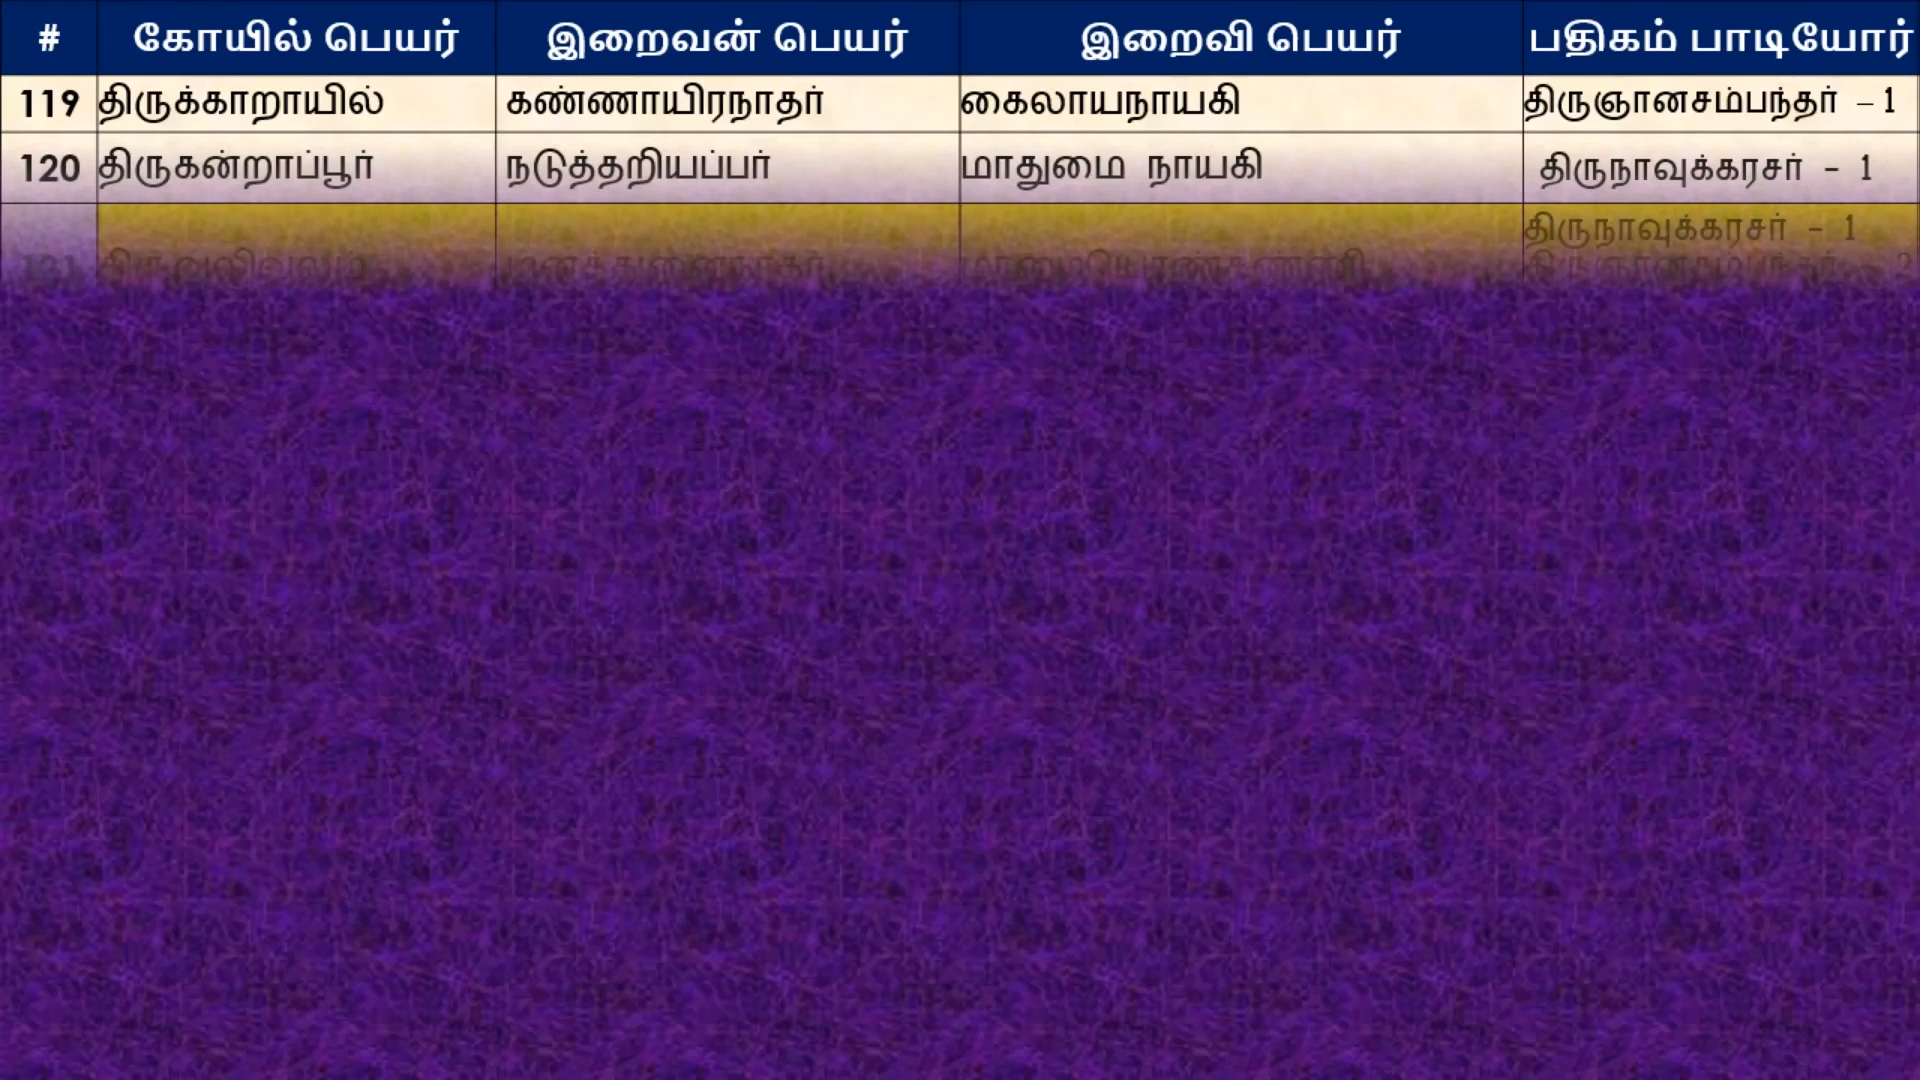 # கோயில் பெயர் இறைவன் பெயர் இறைவி பெயர் பதிகம் பாடியோர்
119 திருக்காறாயில் கண்ணாயிரநாதர் கைலாயநாயகி திருஞானசம்பந்தர் – 1
120 திருகன்றாப்பூர் நடுத்தறியப்பர் மாதுமை நாயகி திருநாவுக்கரசர் - 1
திருநாவுக்கரசர் - 1